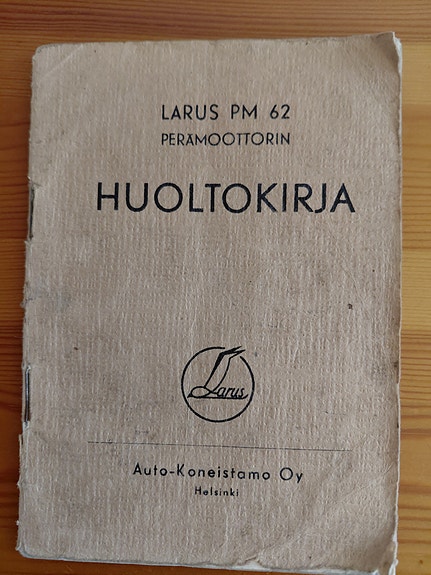 LARUS PM 62
PERÄMOOTTORIN
HUOLTOKIRJA
Larus
Auto-Koneistamo Oy
Helsinki